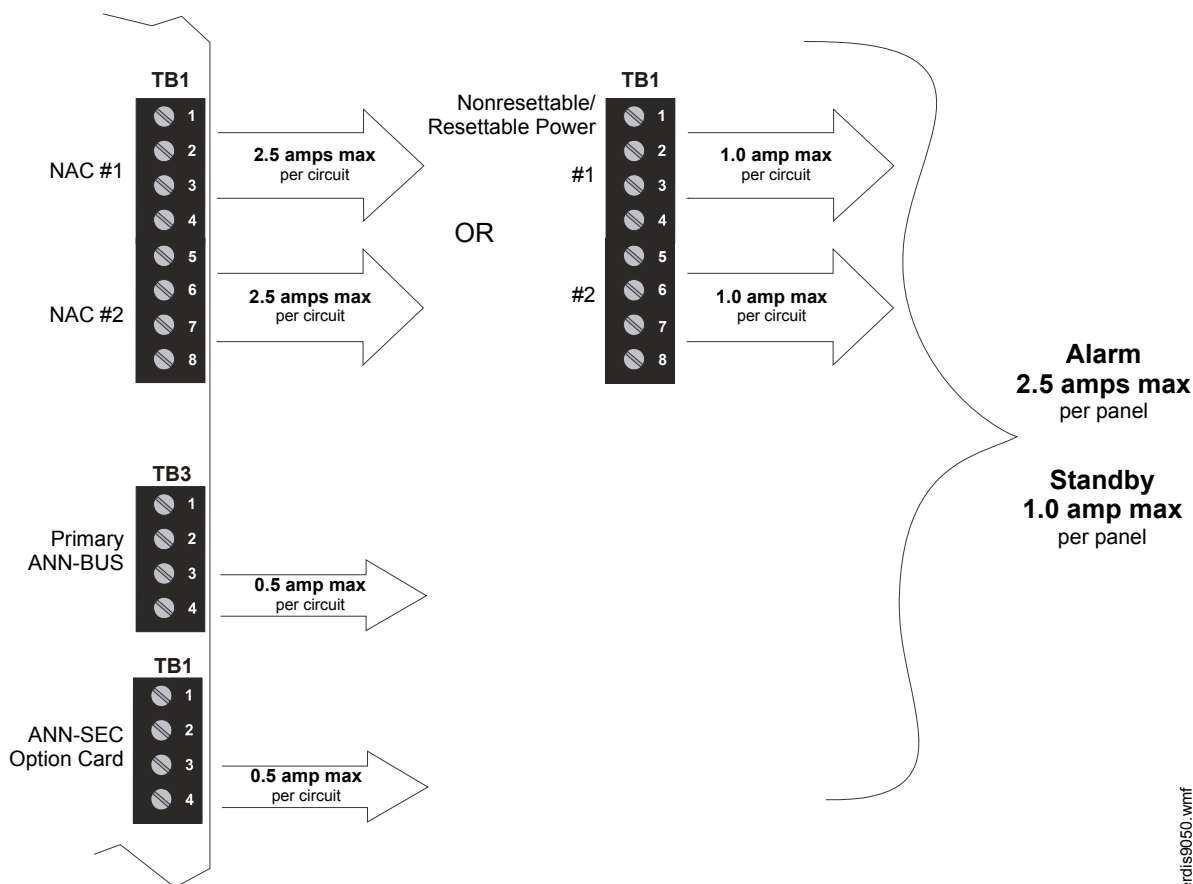 TB1
1
2
3
4
5
6
7
8
NAC #1
NAC #2
2.5 amps max
per circuit
2.5 amps max
per circuit
OR
Nonresettable/
Resettable Power
#1
#2
TB1
1
2
3
4
5
6
7
8
1.0 amp max
per circuit
1.0 amp max
per circuit
Alarm
2.5 amps max
per panel
Standby
1.0 amp max
per panel
TB3
1
2
3
4
Primary
ANN-BUS
0.5 amp max
per circuit
TB1
1
2
3
4
ANN-SEC
Option Card
0.5 amp max
per circuit